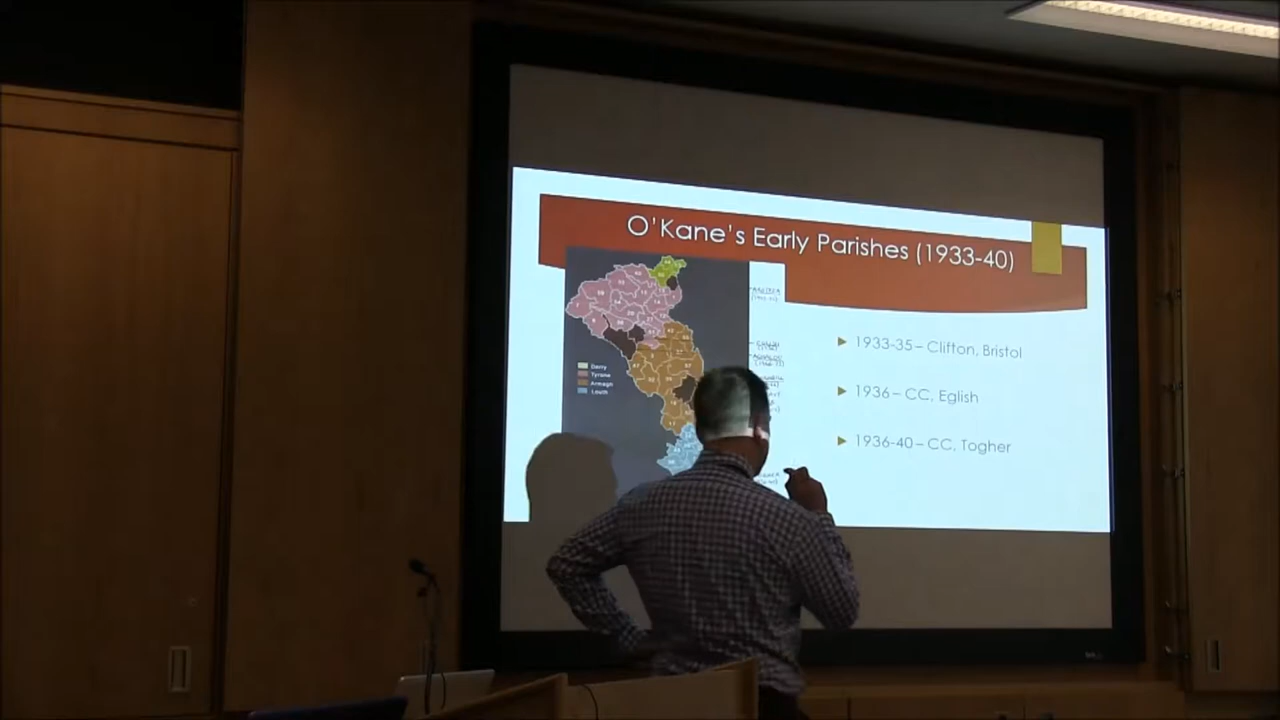 O'Kane's Early Parishes (1933-40)
Derry
Tyrone
Armagh
Louth
1933-35 – Clifton, Bristol
1936 – CC, Eglish
1936-40 – CC, Togher